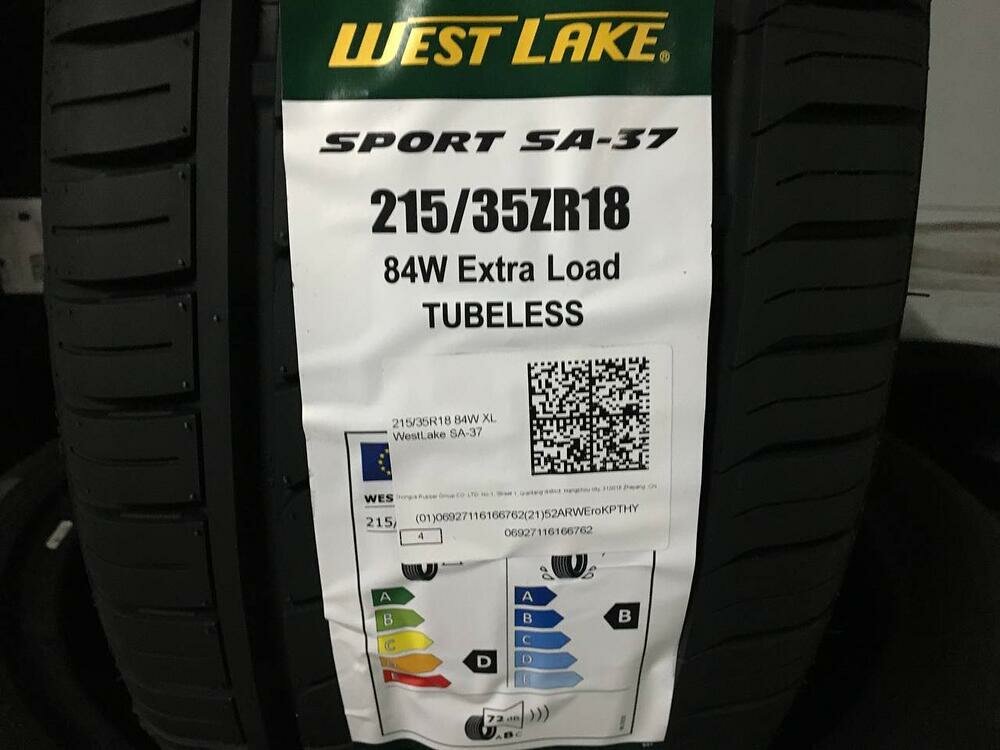 WEST LAKE®
SPORT SA-37
215/35ZR18
84W Extra Load
TUBELESS
215/35R18 84W XL
WestLake SA-37
WES
215/
(01)06927116166762(21)52ARWEroKPTHY
4
06927116166762
A
B
C
D
A
B
C
D
B
72 dB
A B C